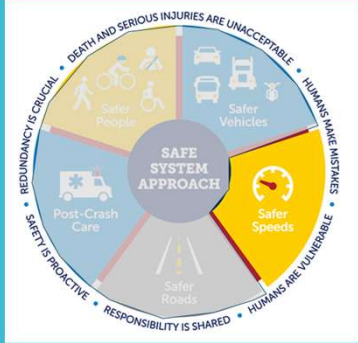 DEATH AND SERIOUS INJURIES ARE UNACCEPTABLE
HUMANS MAKE MISTAKES
HUMANS ARE VULNERABLE
RESPONSIBILITY IS SHARED
SAFETY IS PROACTIVE
REDUNDANCY IS CRUCIAL
Safer
People
Safer
Vehicles
SAFE
SYSTEM
APPROACH
Post-Crash
Care
Safer
Speeds
Safer
Roads